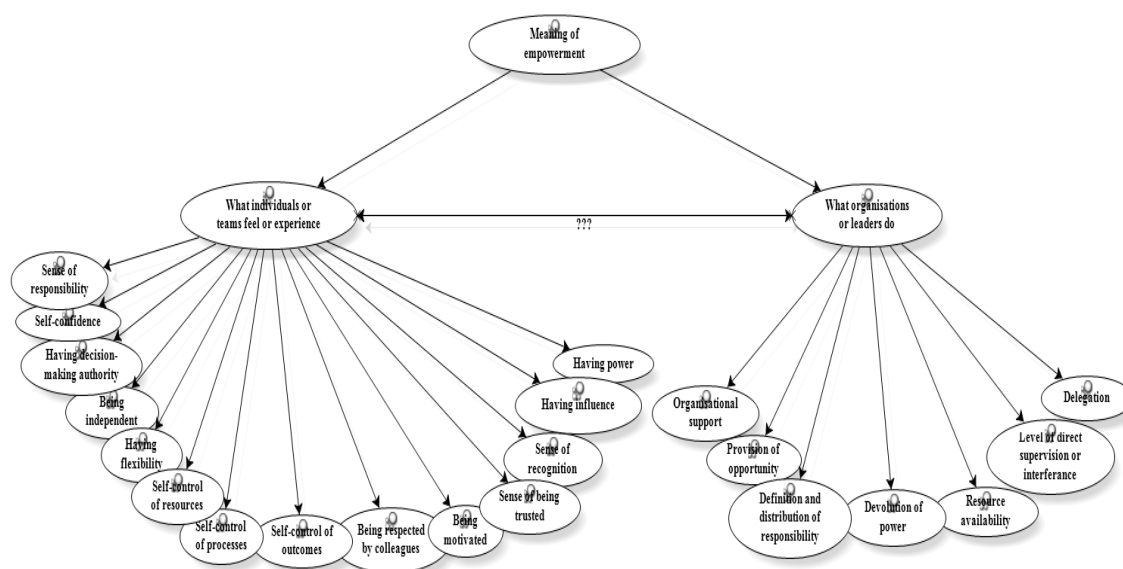 Meaning of
empowerment
What individuals or
teams feel or experience
???
What organisations
or leaders do
Sense of
responsibility
Self-confidence
Having decision-
making authority
Being
independent
Having
flexibility
Self-control
of resources
Self-control
of processes
Self-control of
outcomes
Being respected
by colleagues
Being
motivated
Sense of being
trusted
Sense of
recognition
Having influence
Having power
Organisational
support
Provision of
opportunity
Definition and
distribution of
responsibility
Devolution of
power
Resource
availability
Level of direct
supervision or
interferance
Delegation